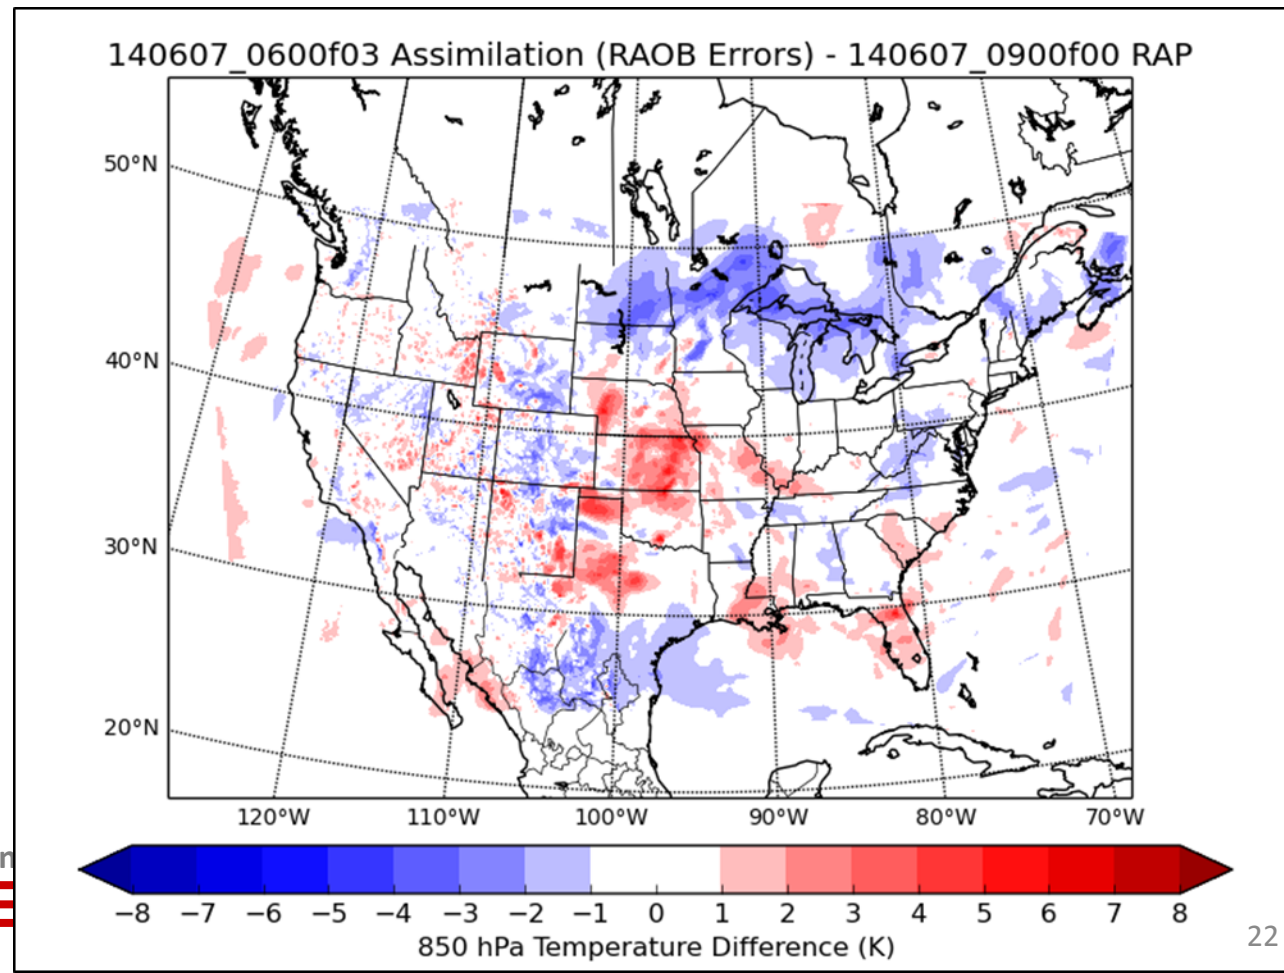 140607_0600f03 Assimilation (RAOB Errors) - 140607_0900f00 RAP
50°N
40°N
30°N
20°N
120°W 110°W 100°W 90°W 80°W 70°W
−8 −7 −6 −5 −4 −3 −2 −1 0 1 2 3 4 5 6 7 8
850 hPa Temperature Difference (K)
22